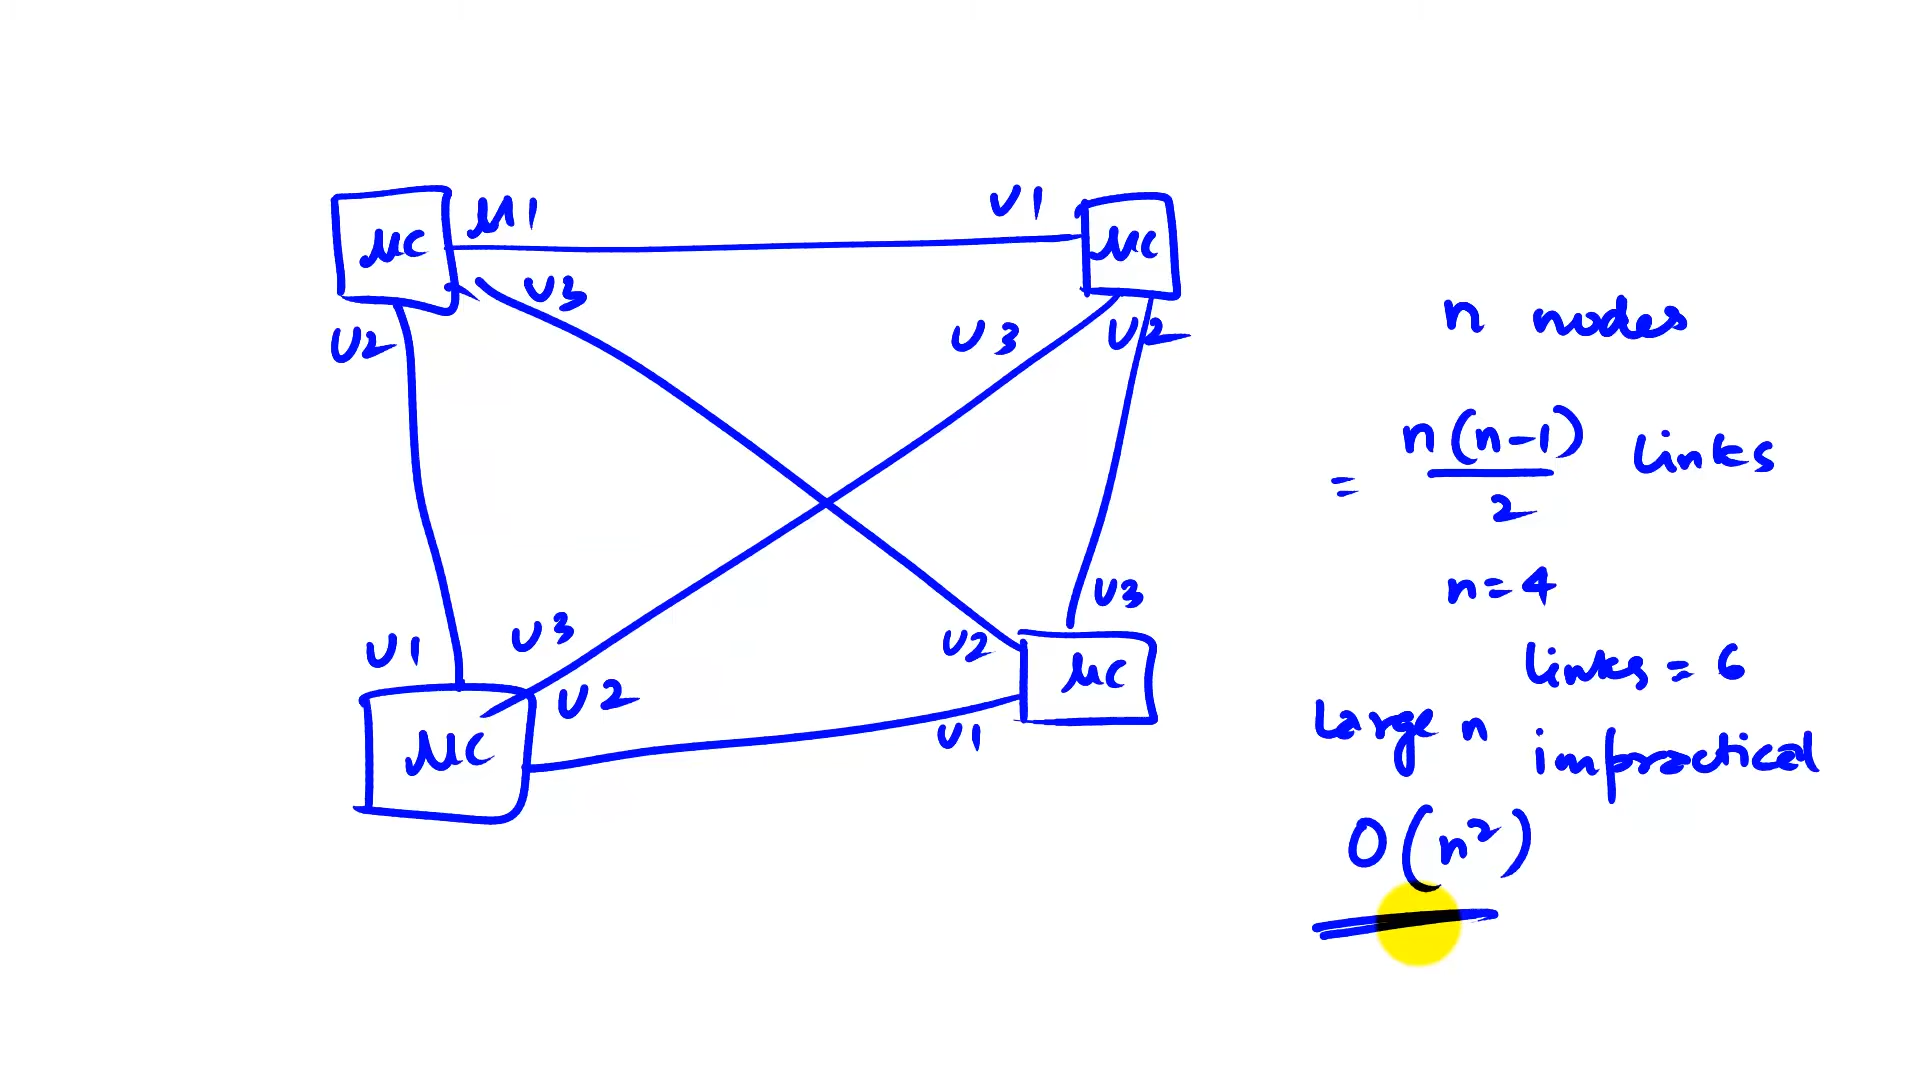 μC
μ1
U1
μC
U3
U2
U3
U2
U3
U2
U1
U3
U2
μC
U1
μC
n nodes
= n(n-1)/2 links
n=4
links = 6
Large n impractical
O(n²)